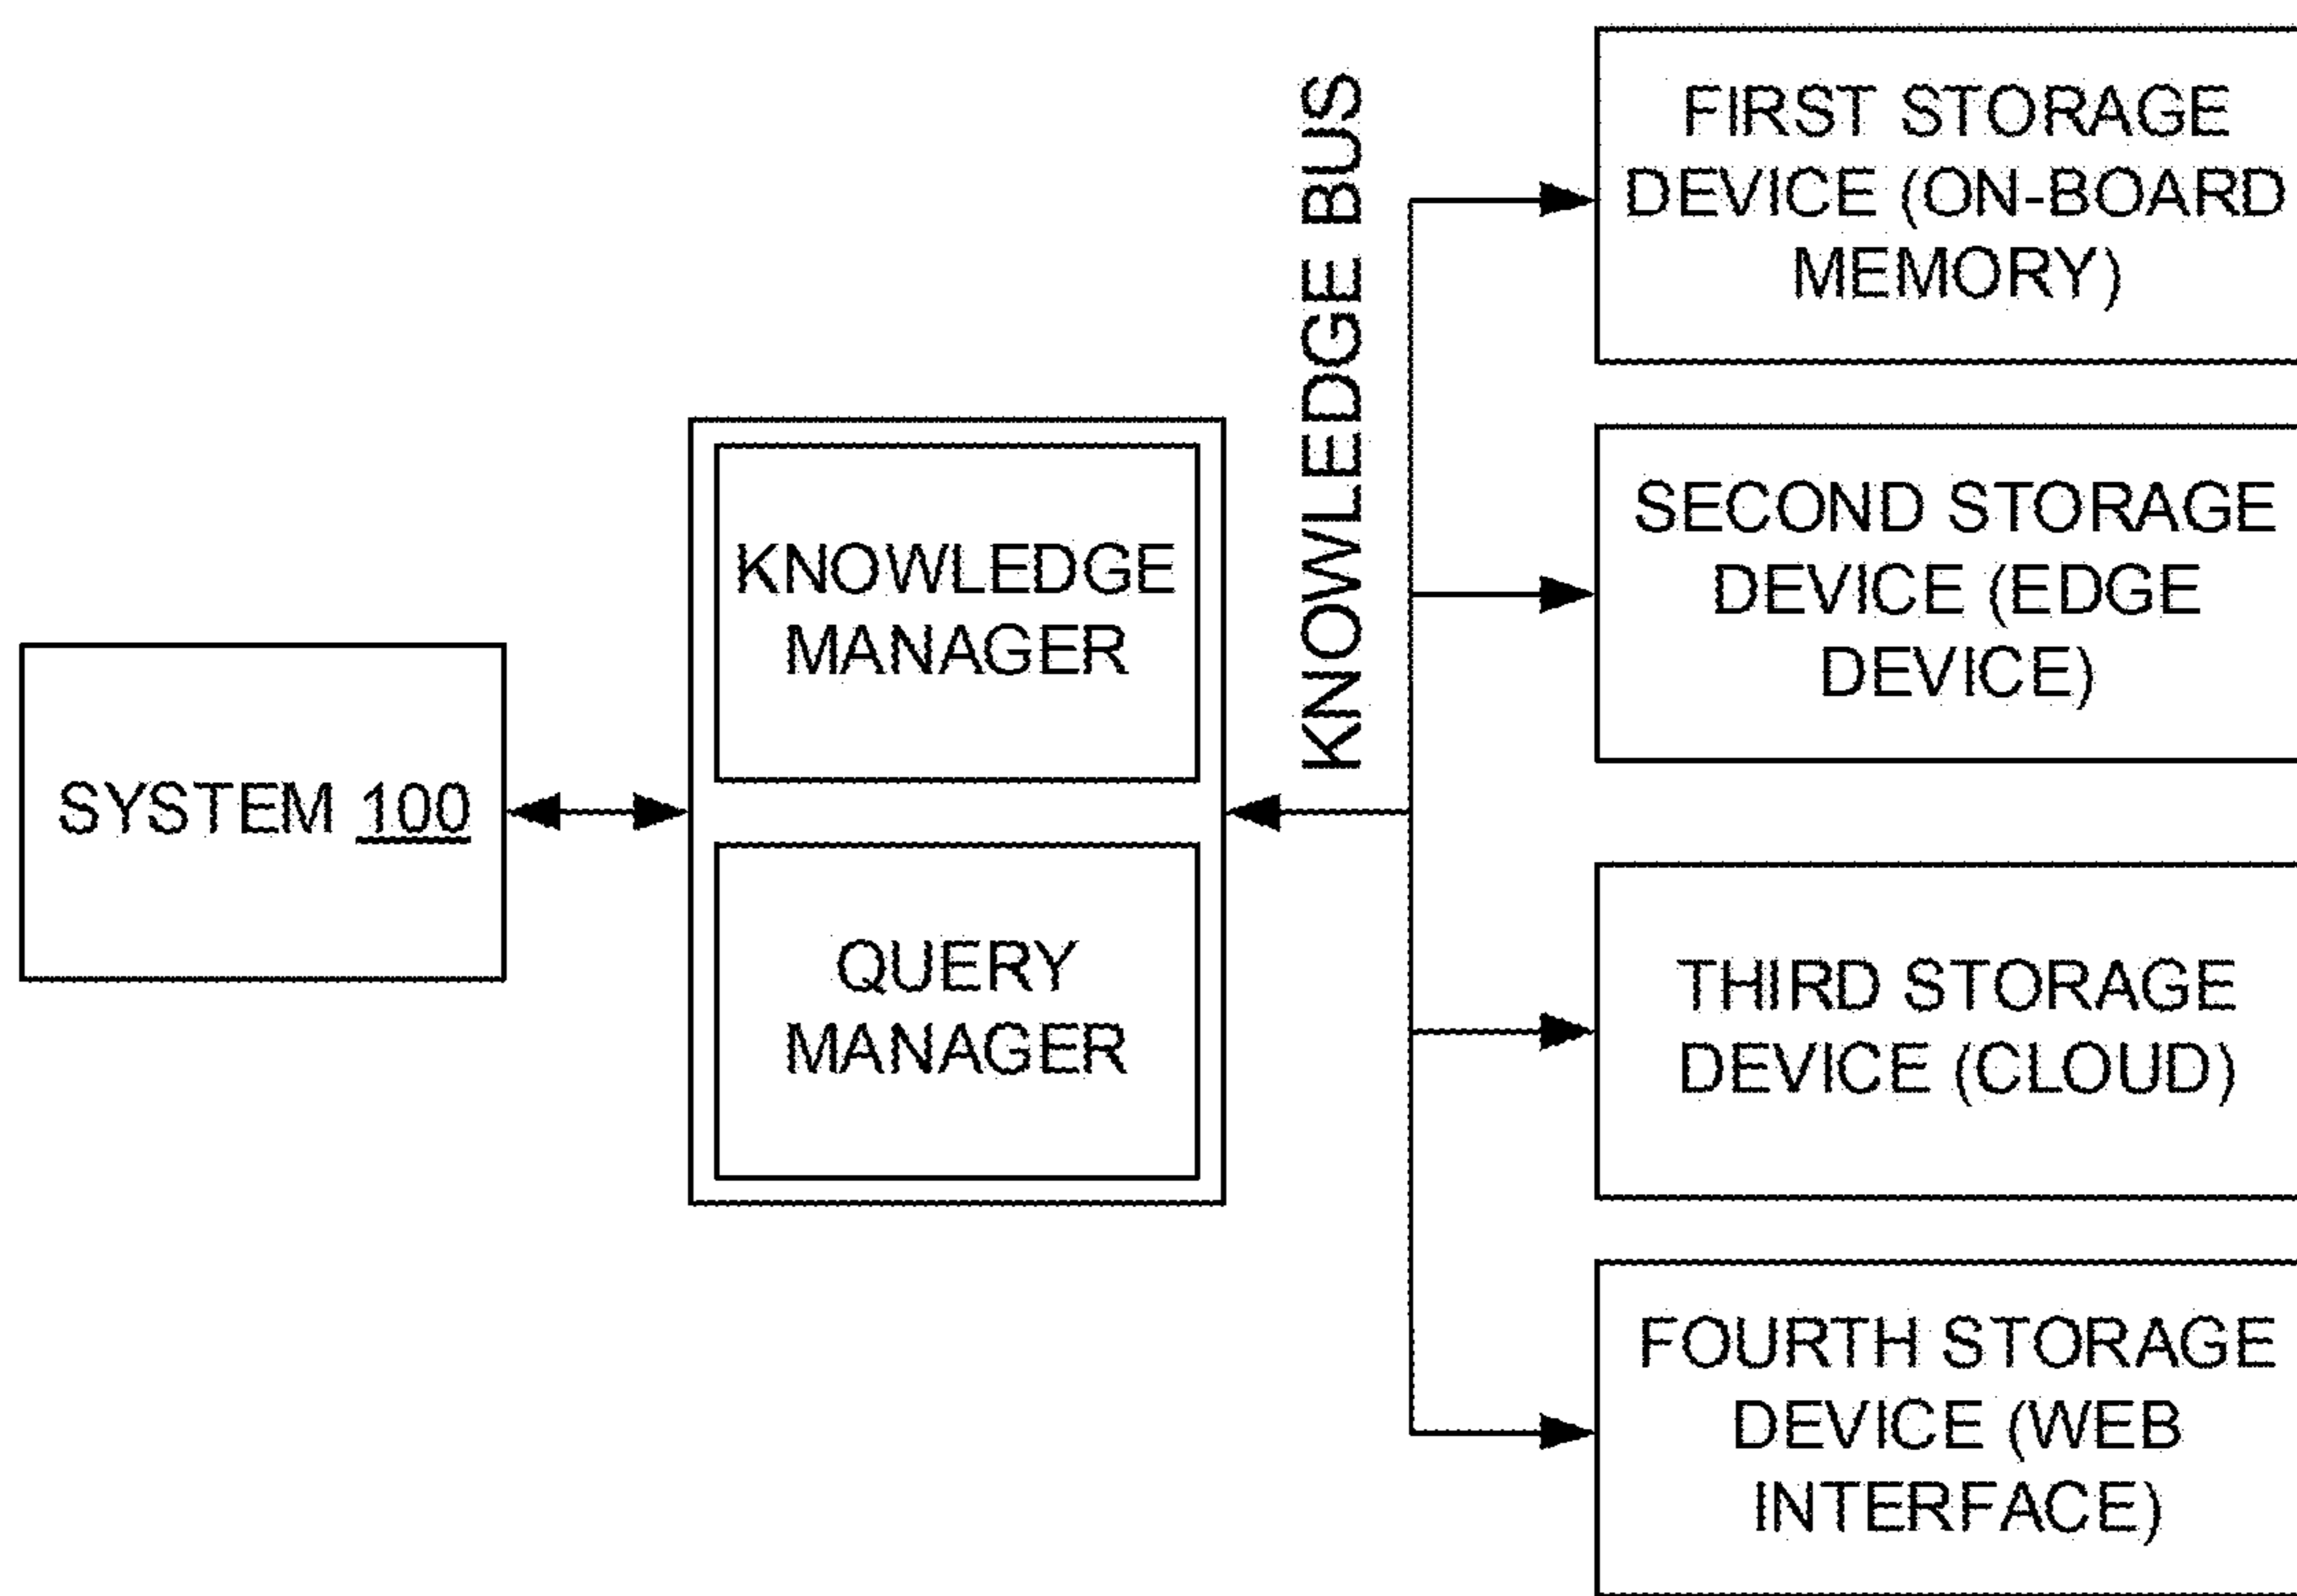 SYSTEM 100
KNOWLEDGE
MANAGER
QUERY
MANAGER
KNOWLEDGE BUS
FIRST STORAGE
DEVICE (ON-BOARD
MEMORY)
SECOND STORAGE
DEVICE (EDGE
DEVICE)
THIRD STORAGE
DEVICE (CLOUD)
FOURTH STORAGE
DEVICE (WEB
INTERFACE)